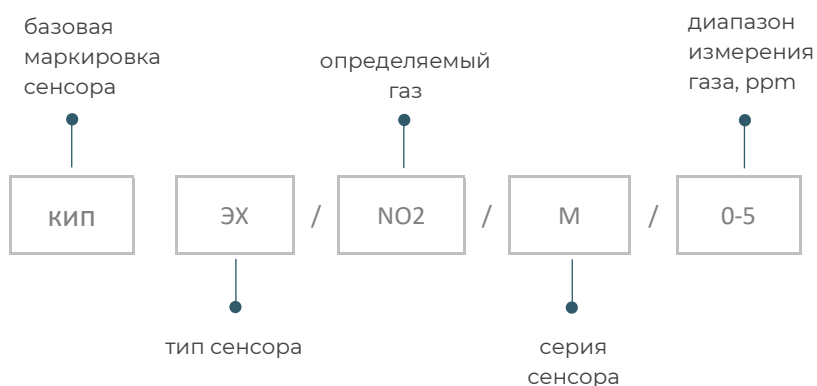 базовая
маркировка
сенсора
определяемый
газ
диапазон
измерения
газа, ppm
кип ЭХ / NO2 / М / 0-5
тип сенсора
серия
сенсора